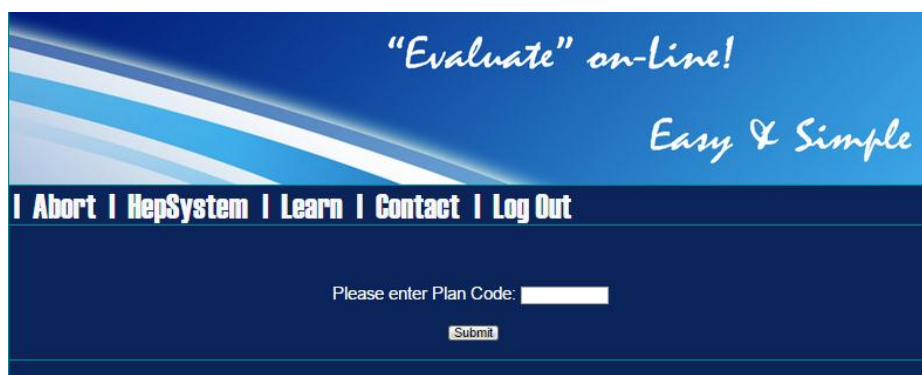 “Evaluate” on-Line!
Easy & Simple
| Abort | HepSystem | Learn | Contact | Log Out
Please enter Plan Code:
Submit